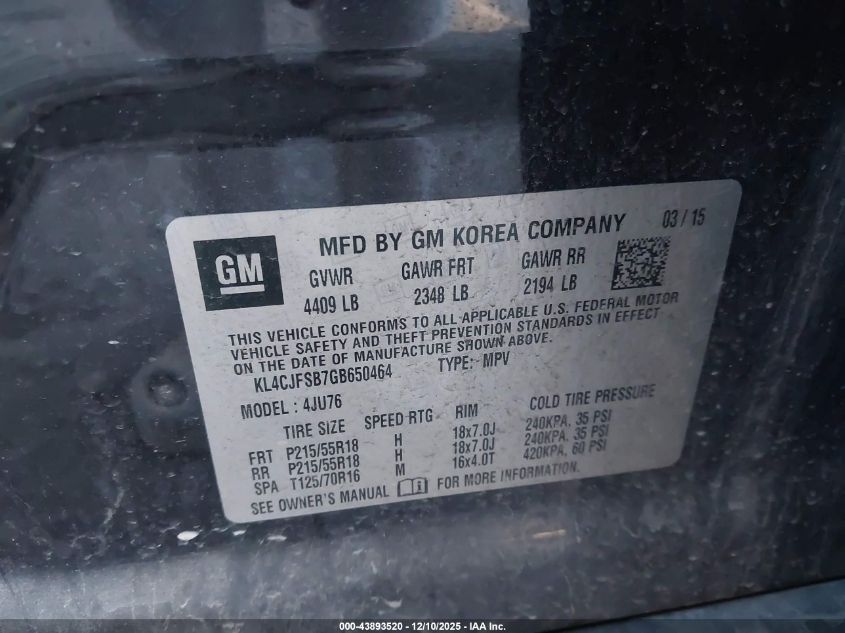 MFD BY GM KOREA COMPANY 03 / 15
GM
GVWR GAWR FRT GAWR RR
4409 LB 2348 LB 2194 LB
THIS VEHICLE CONFORMS TO ALL APPLICABLE U.S. FEDERAL MOTOR
VEHICLE SAFETY AND THEFT PREVENTION STANDARDS IN EFFECT
ON THE DATE OF MANUFACTURE SHOWN ABOVE.
KL4CJFSB7GB650464 TYPE: MPV
MODEL : 4JU76
TIRE SIZE SPEED RTG RIM COLD TIRE PRESSURE
FRT P215/55R18 H 18x7.0J 240KPA, 35 PSI
RR P215/55R18 H 18x7.0J 240KPA, 35 PSI
SPA T125/70R16 M 16x4.0T 420KPA, 60 PSI
SEE OWNER'S MANUAL FOR MORE INFORMATION.
000-43893520 - 12/10/2025 - IAA Inc.